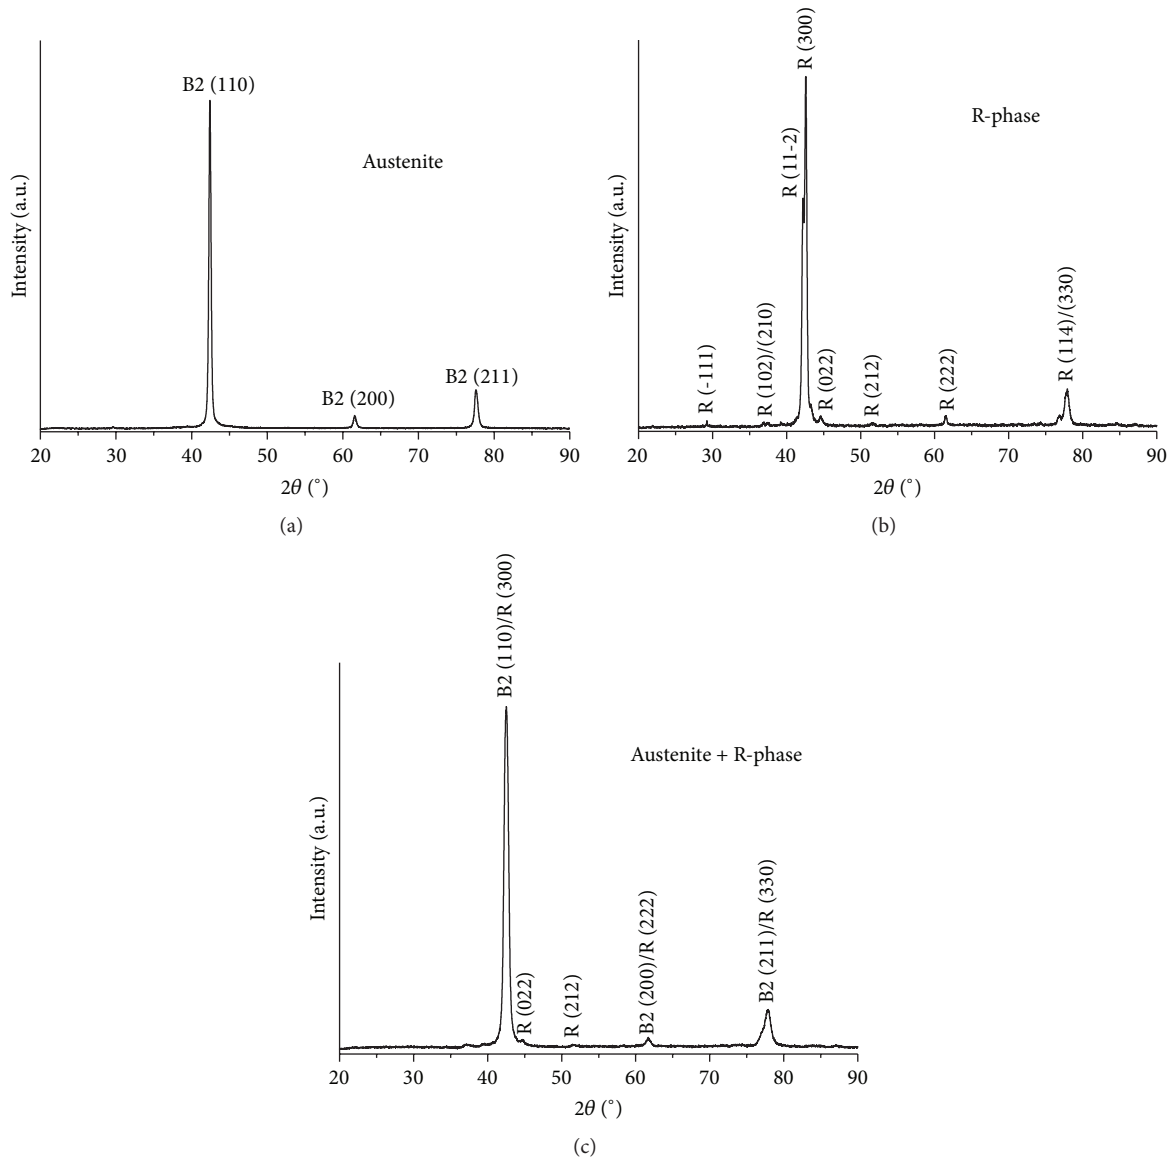 B2 (110)
Austenite
B2 (200)
B2 (211)
Intensity (a.u.)
20 30 40 50 60 70 80 90
2θ (°)
(a)
R (300)
R (11-2)
R-phase
R (-111)
R (102)/(210)
R (022)
R (212)
R (222)
R (114)/(330)
Intensity (a.u.)
20 30 40 50 60 70 80 90
2θ (°)
(b)
B2 (110)/R (300)
Austenite + R-phase
R (022)
R (212)
B2 (200)/R (222)
B2 (211)/R (330)
Intensity (a.u.)
20 30 40 50 60 70 80 90
2θ (°)
(c)